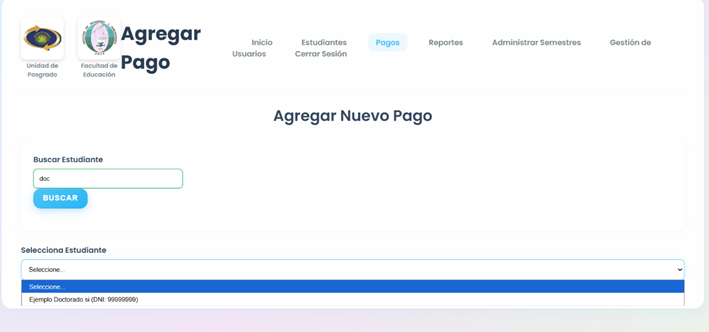 Agregar
Pago
Unidad de
Posgrado
Facultad de
Educación
Inicio Estudiantes Pagos Reportes Administrar Semestres Gestión de
Usuarios Cerrar Sesión
Agregar Nuevo Pago
Buscar Estudiante
doc
BUSCAR
Selecciona Estudiante
Seleccione...
Seleccione...
Ejemplo Doctorado si (DNI: 99999999)